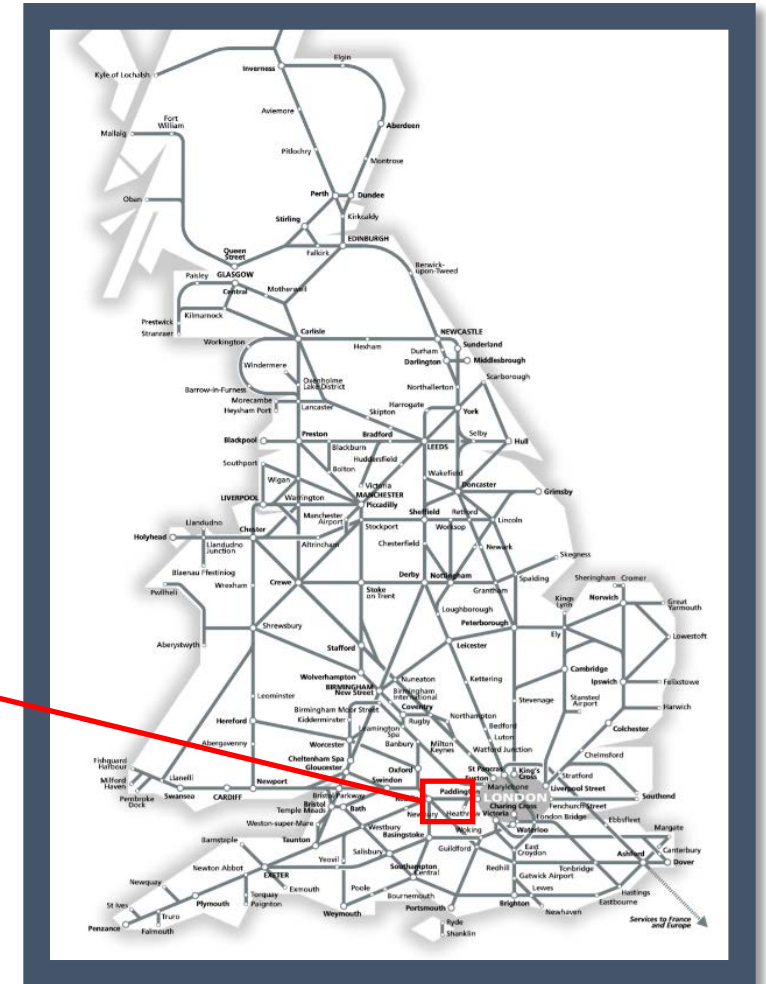 Elgin
Inverness
Kyle of Lochalsh
Aviemore
Fort
William
Mallaig
Aberdeen
Pitlochry
Montrose
Perth
Dundee
Oban
Stirling
Kirkcaldy
EDINBURGH
Queen
Street
Falkirk
Berwick-
upon-Tweed
Paisley
GLASGOW
Central
Motherwell
Kilmarnock
Prestwick
Stranraer
Carlisle
NEWCASTLE
Workington
Hexham
Durham
Sunderland
Darlington
Middlesbrough
Windermere
Scarborough
Oxenholme
Lake District
Barrow-in-Furness
Northallerton
Morecambe
Heysham Port
Lancaster
Harrogate
Skipton
York
Blackpool
Preston
Bradford
Selby
Blackburn
LEEDS
Hull
Huddersfield
Southport
Bolton
Wakefield
Wigan
Victoria
Doncaster
LIVERPOOL
Warrington
MANCHESTER
Piccadilly
Grimsby
Manchester
Airport
Sheffield
Retford
Llandudno
Chester
Stockport
Worksop
Lincoln
Holyhead
Llandudno
Junction
Altrincham
Chesterfield
Newark
Skegness
Blaenau Ffestiniog
Derby
Nottingham
Pwllheli
Wrexham
Crewe
Stoke
on Trent
Grantham
Spalding
Sheringham
Cromer
Kings
Lynn
Norwich
Great
Yarmouth
Loughborough
Peterborough
Aberystwyth
Shrewsbury
Ely
Lowestoft
Stafford
Leicester
Wolverhampton
Nuneaton
Kettering
Cambridge
BIRMINGHAM
New Street
Birmingham
International
Ipswich
Felixstowe
Leominster
Coventry
Stevenage
Stansted
Airport
Harwich
Birmingham Moor Street
Kidderminster
Rugby
Northampton
Hereford
Leamington
Spa
Bedford
Colchester
Abergavenny
Worcester
Banbury
Milton
Keynes
Luton
Watford Junction
Chelmsford
Cheltenham Spa
Gloucester
Oxford
St Pancras
King's
Cross
Fishguard
Harbour
Swindon
Euston
Stratford
Milford
Haven
Llanelli
Newport
Marylebone
Liverpool Street
Pembroke
Dock
Swansea
CARDIFF
Bristol Parkway
LONDON
Southend
Bristol
Temple Meads
Bath
Charing Cross
Fenchurch Street
Newbury
Victoria
London Bridge
Ebbsfleet
Weston-super-Mare
Westbury
Basingstoke
Woking
Waterloo
Margate
Barnstaple
Taunton
Salisbury
Guildford
East
Croydon
Canterbury
Newton Abbot
Yeovil
Southampton
Central
Redhill
Tonbridge
Ashford
Dover
EXETER
Gatwick Airport
Newquay
Exmouth
Poole
Lewes
Hastings
St Ives
Torquay
Paignton
Bournemouth
Eastbourne
Plymouth
Portsmouth
Brighton
Newhaven
Truro
Weymouth
Penzance
Falmouth
Ryde
Shanklin
Services to France
and Europe